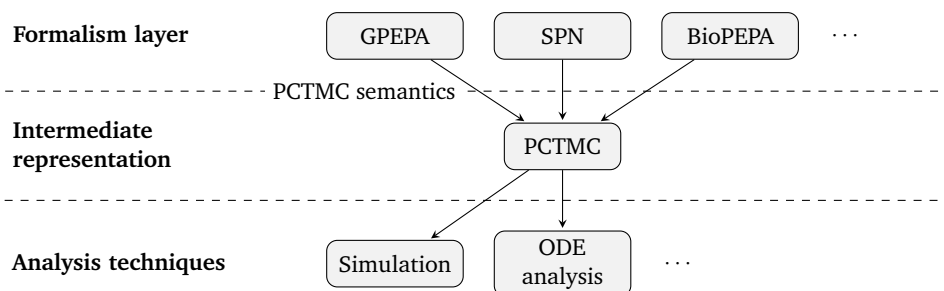 Formalism layer
GPEPA
SPN
BioPEPA
...
PCTMC semantics
Intermediate
representation
PCTMC
Analysis techniques
Simulation
ODE
analysis
...